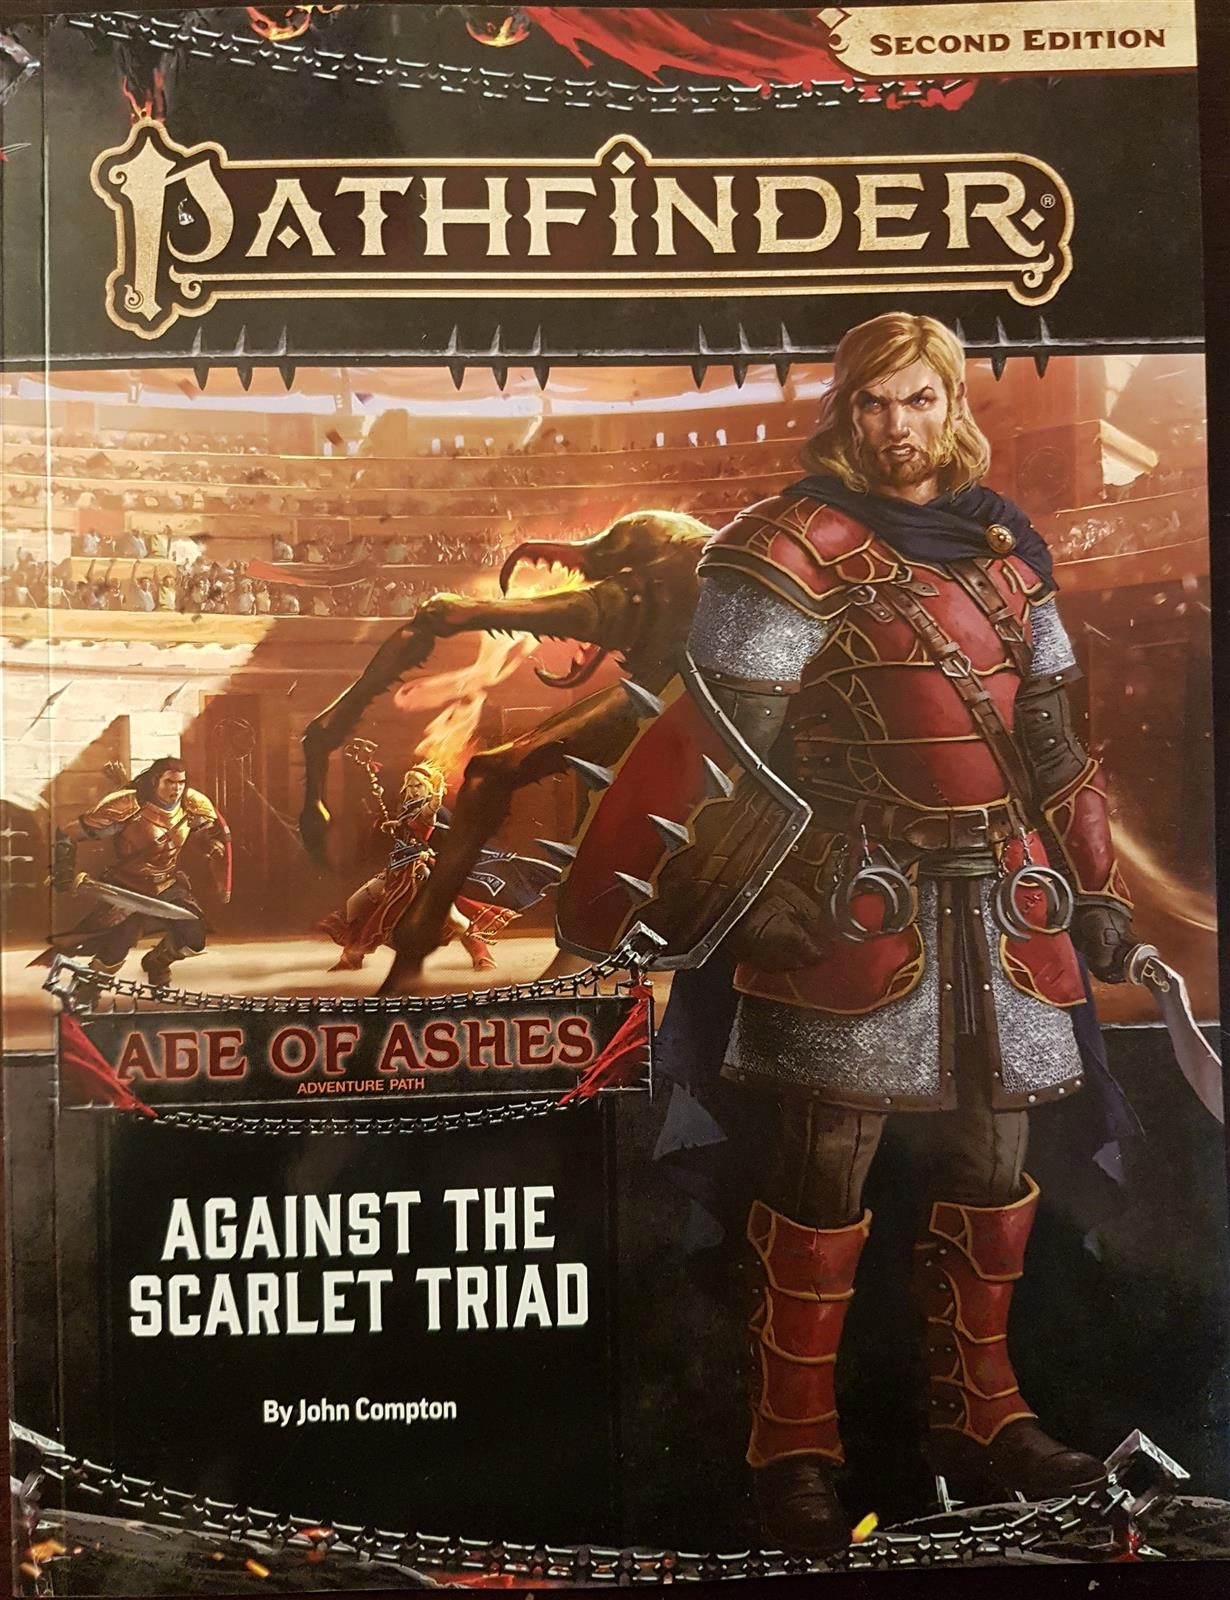 SECOND EDITION
PATHFINDER®
AGE OF ASHES
ADVENTURE PATH
AGAINST THE
SCARLET TRIAD
By John Compton